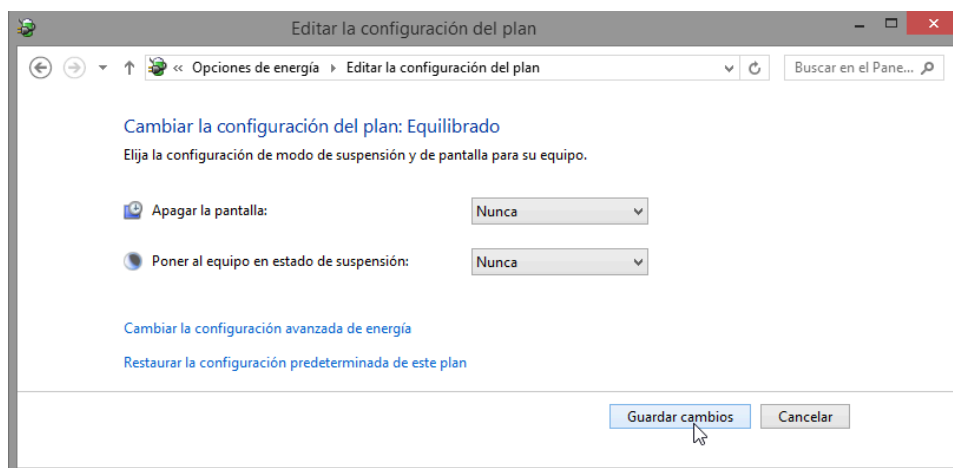 Editar la configuración del plan
« Opciones de energía ▸ Editar la configuración del plan
Buscar en el Pane...
Cambiar la configuración del plan: Equilibrado
Elija la configuración de modo de suspensión y de pantalla para su equipo.
Apagar la pantalla: Nunca
Poner al equipo en estado de suspensión: Nunca
Cambiar la configuración avanzada de energía
Restaurar la configuración predeterminada de este plan
Guardar cambios Cancelar